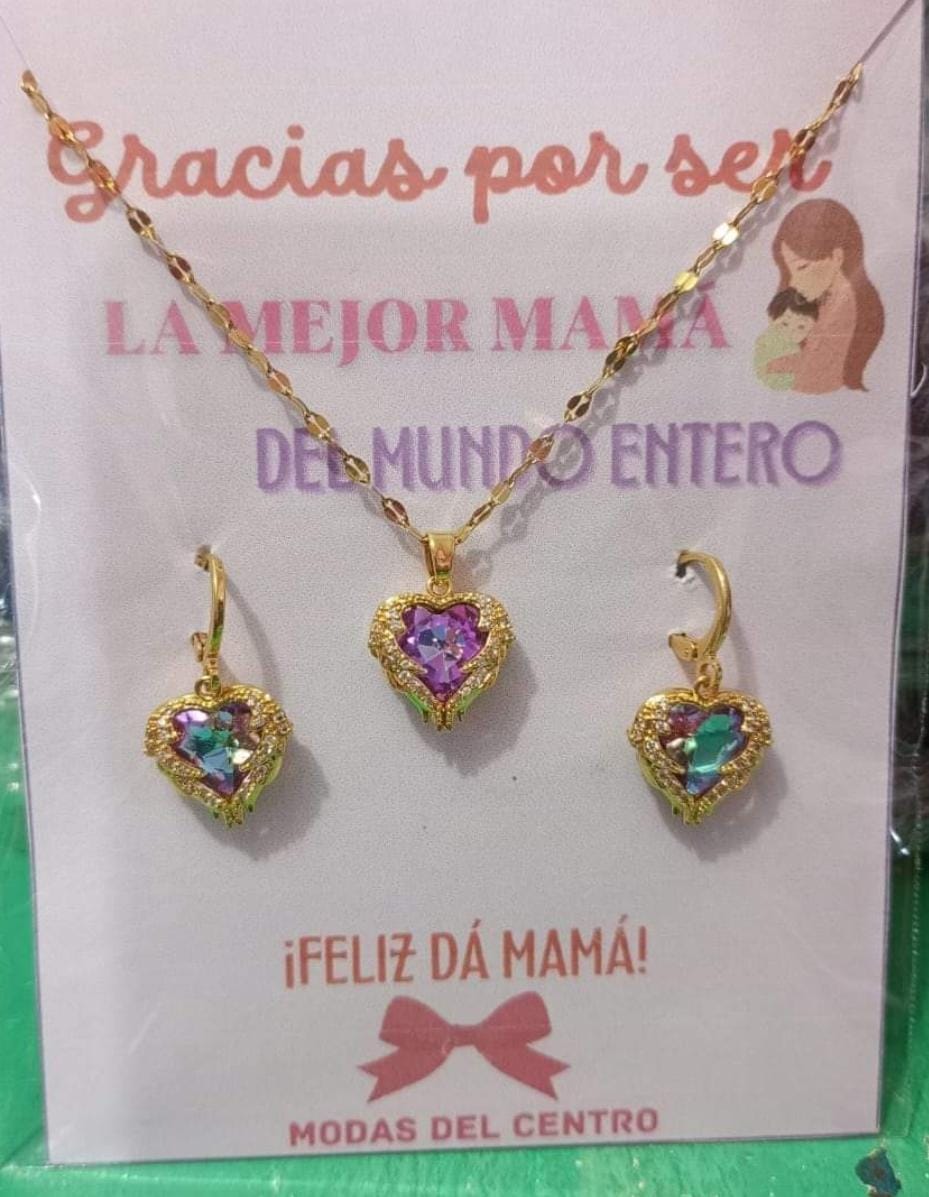 Gracias por ser
LA MEJOR MAMÁ
DEL MUNDO ENTERO
¡FELIZ DÁ MAMÁ!
MODAS DEL CENTRO